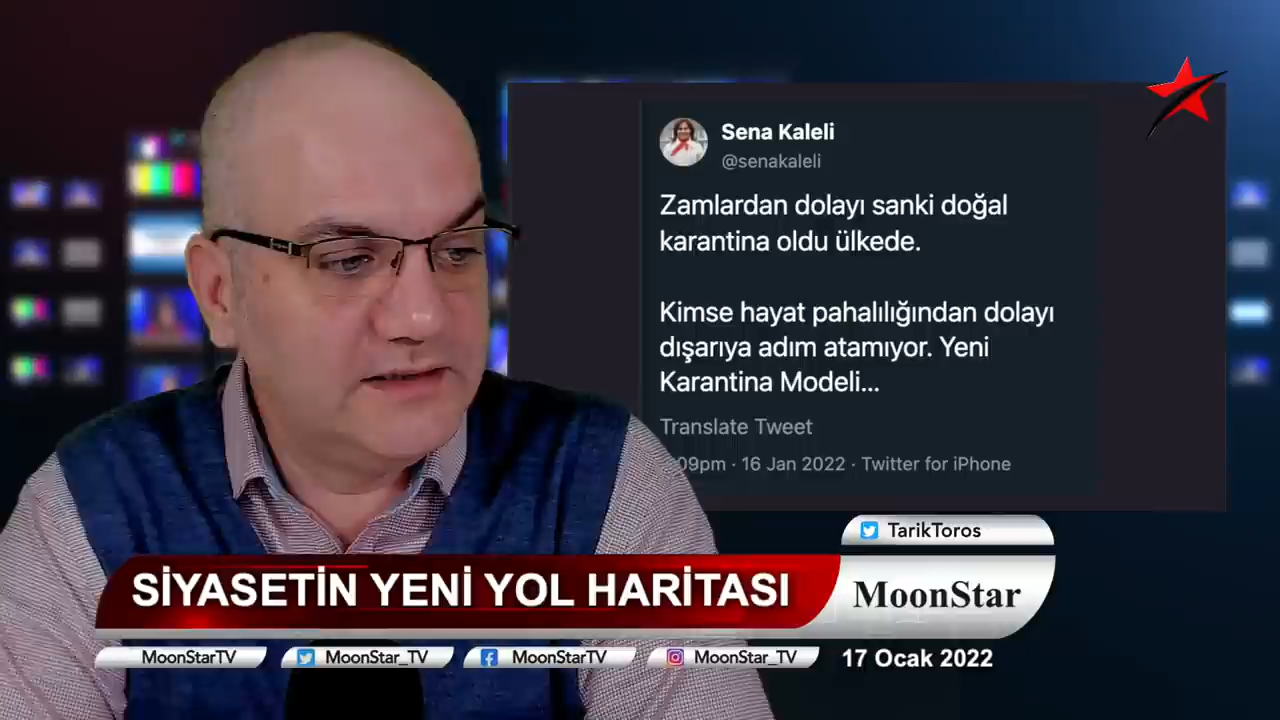 Sena Kaleli
@senakaleli
Zamlardan dolayı sanki doğal
karantina oldu ülkede.
Kimse hayat pahalılığından dolayı
dışarıya adım atamıyor. Yeni
Karantina Modeli...
Translate Tweet
09pm · 16 Jan 2022 · Twitter for iPhone
TarikToros
SİYASETİN YENİ YOL HARİTASI
MoonStar
MoonStarTV
MoonStar_TV
MoonStarTV
MoonStar_TV
17 Ocak 2022